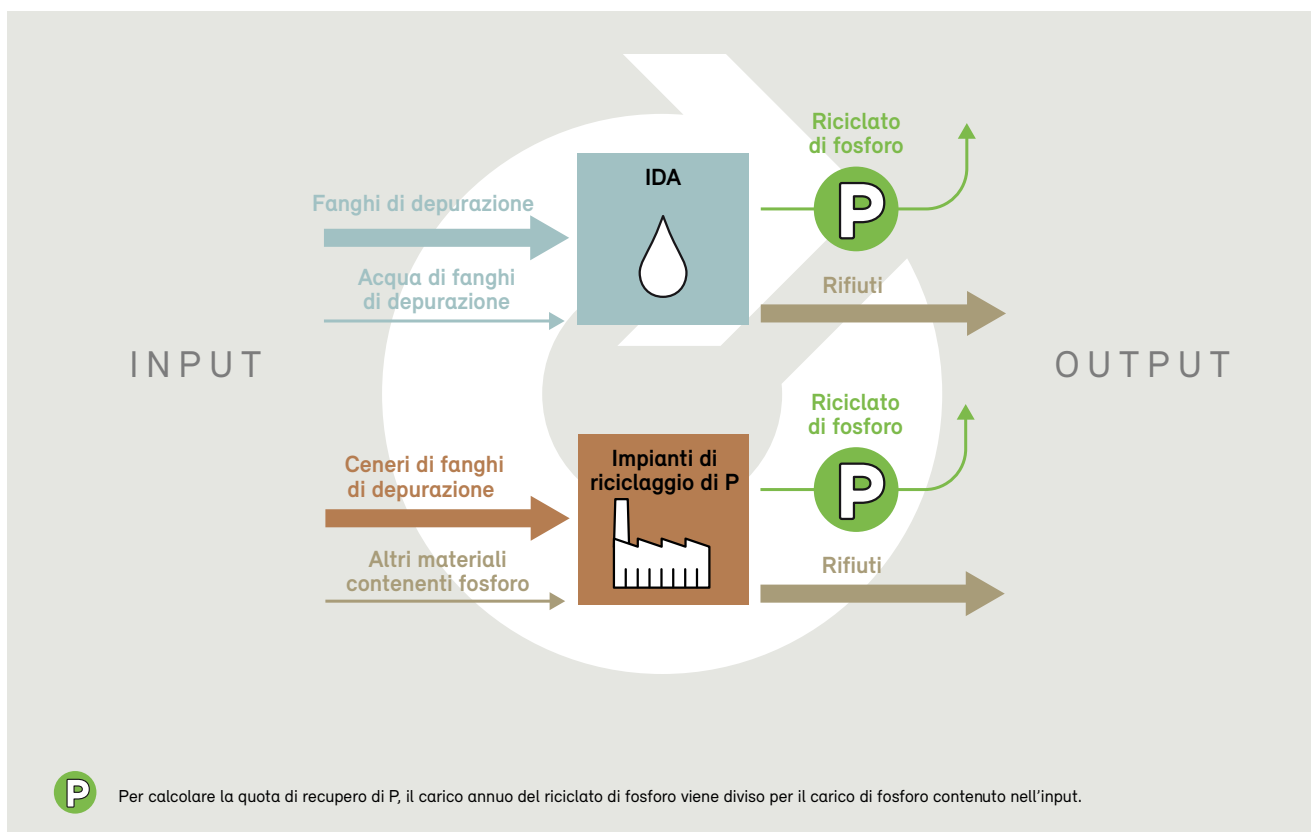 Riciclato
di fosforo
IDA
P
Fanghi di depurazione
Acqua di fanghi
di depurazione
Rifiuti
INPUT
OUTPUT
Riciclato
di fosforo
Ceneri di fanghi
di depurazione
Impianti di
riciclaggio di P
P
Altri materiali
contenenti fosforo
Rifiuti
P
Per calcolare la quota di recupero di P, il carico annuo del riciclato di fosforo viene diviso per il carico di fosforo contenuto nell'input.